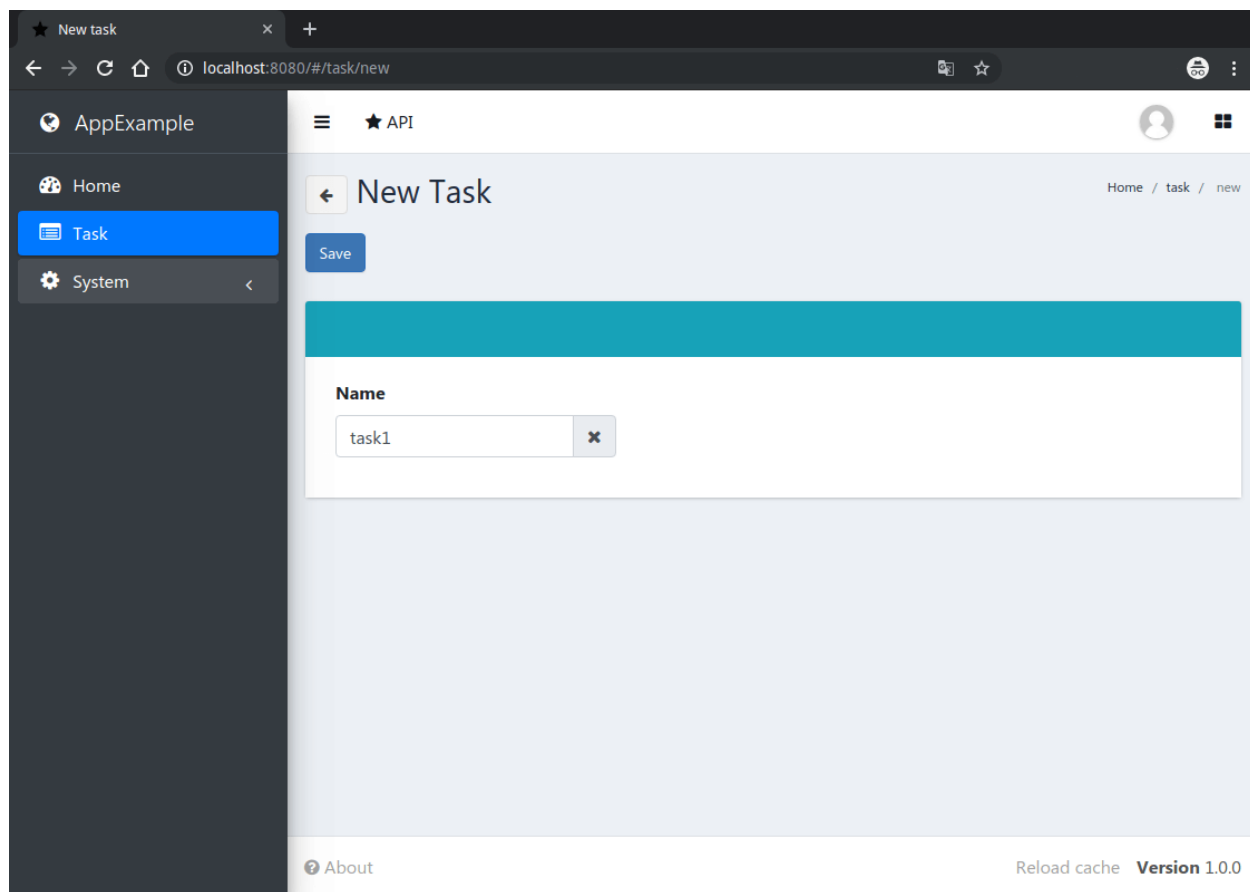 New task
localhost:8080/#/task/new
AppExample
API
Home
New Task
Home / task / new
Task
Save
System
Name
task1
About
Reload cache Version 1.0.0